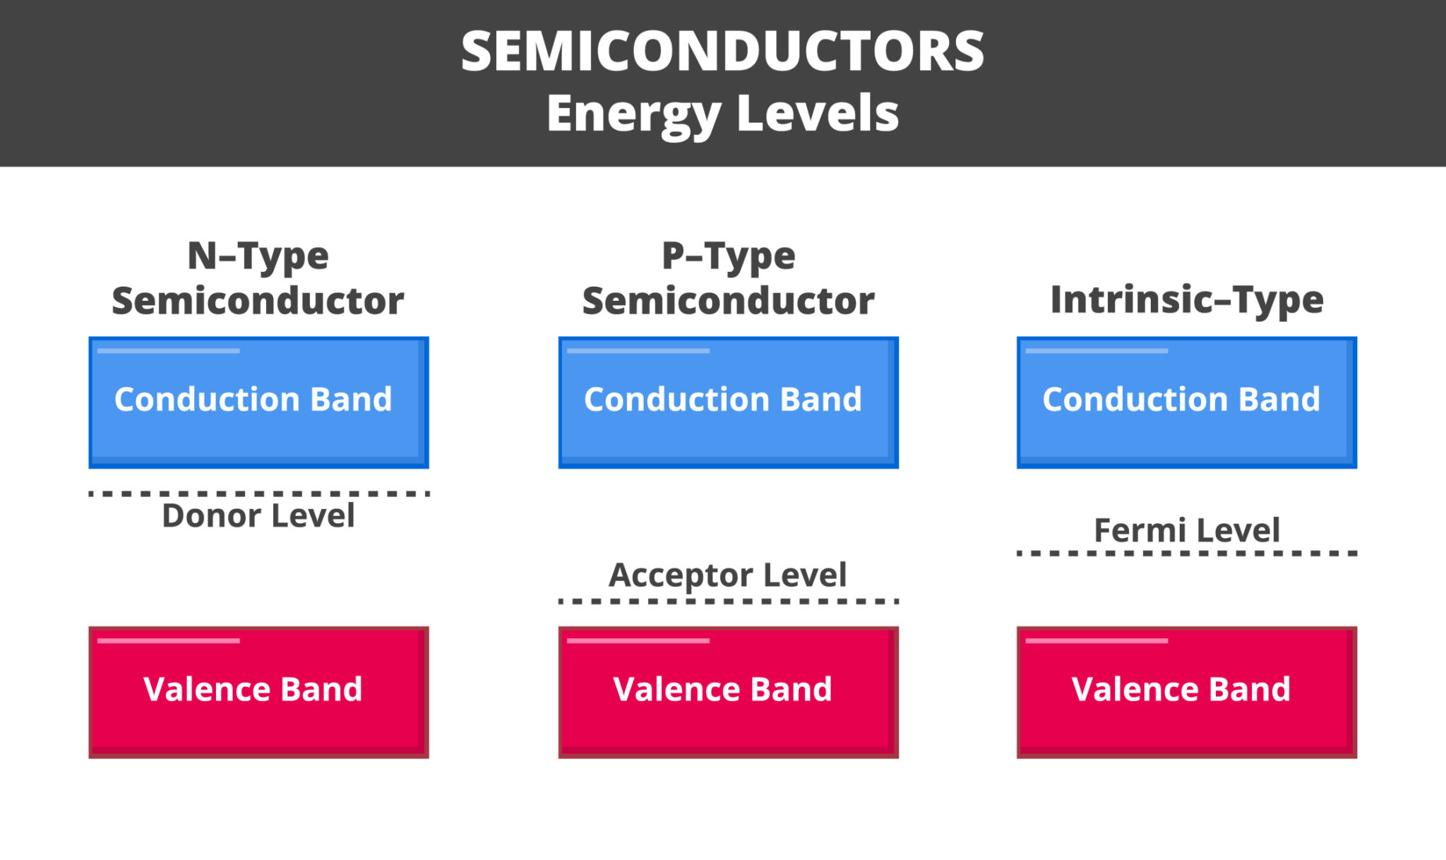 SEMICONDUCTORS
Energy Levels
N–Type
Semiconductor
Conduction Band
Donor Level
Valence Band
P–Type
Semiconductor
Conduction Band
Acceptor Level
Valence Band
Intrinsic–Type
Conduction Band
Fermi Level
Valence Band